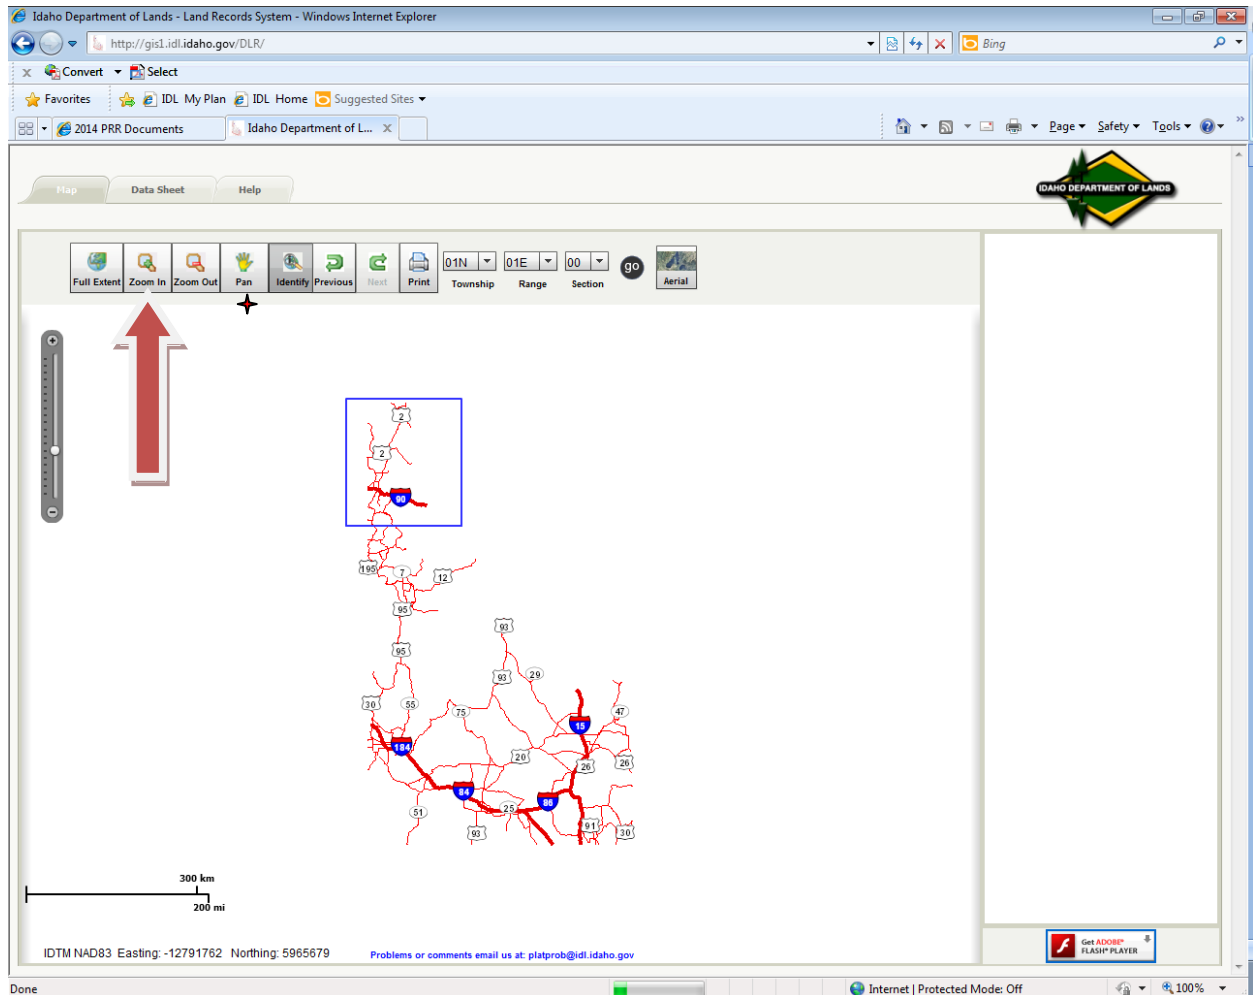 Idaho Department of Lands - Land Records System - Windows Internet Explorer
http://gis1.idl.idaho.gov/DLR/
Bing
x Convert Select
Favorites IDL My Plan IDL Home Suggested Sites
2014 PRR Documents Idaho Department of L... X
Page Safety Tools
Map Data Sheet Help
IDAHO DEPARTMENT OF LANDS
Full Extent Zoom In Zoom Out Pan Identify Previous Next Print
01N 01E 00 go
Township Range Section Aerial
2
2
90
195 7 12
95
93
95
93 29
30 55 75 47
15
184 20 26 26
84 86
51 25
93 91 30
300 km
200 mi
IDTM NAD83 Easting: -12791762 Northing: 5965679
Problems or comments email us at: platprob@idl.idaho.gov
Get ADOBE®
FLASH® PLAYER
Done Internet | Protected Mode: Off 100%